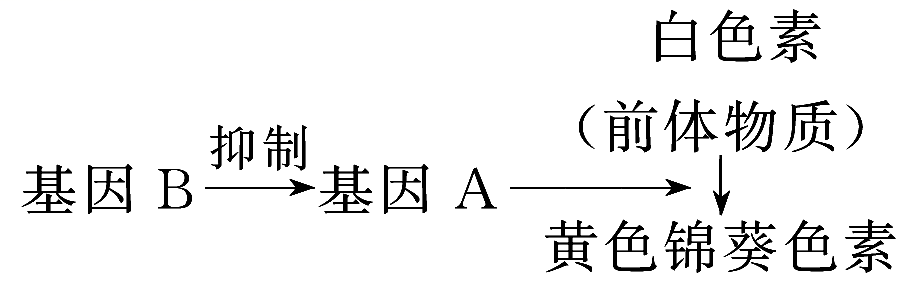 白色素
（前体物质）
抑制
基因 B
基因 A
黄色锦葵色素